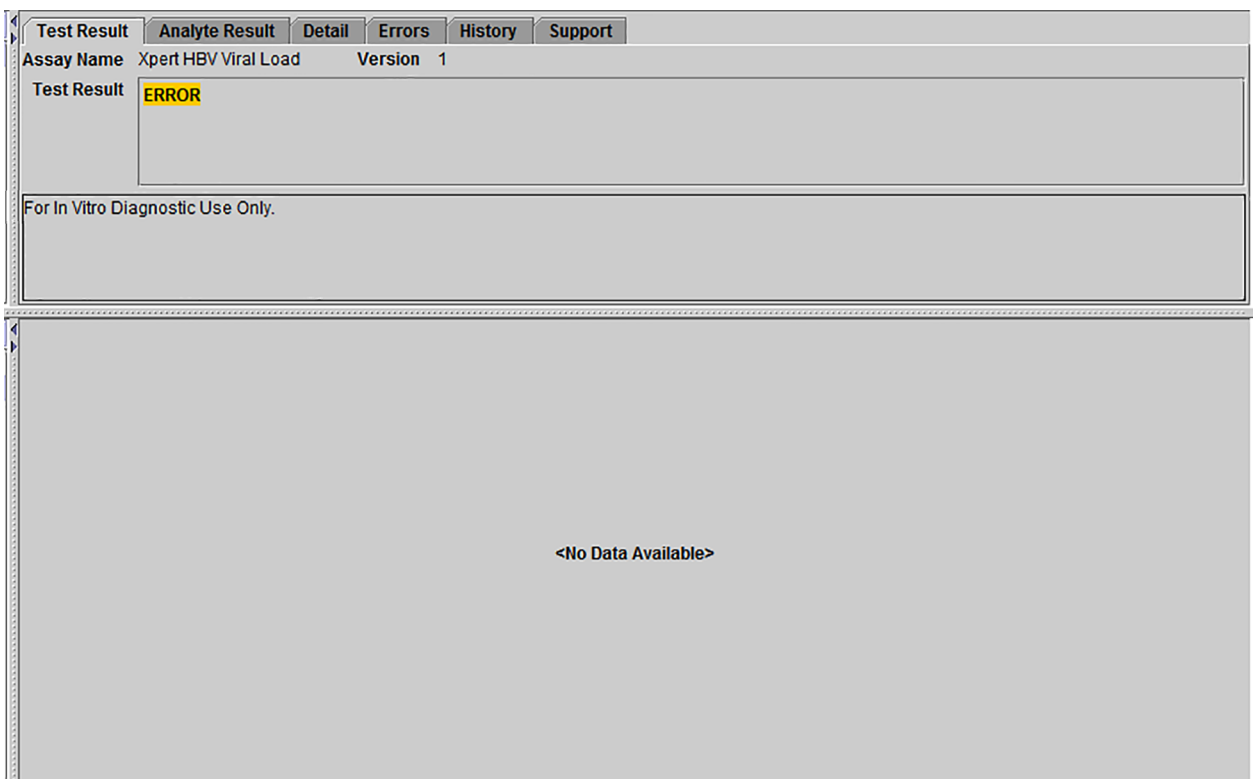 Test Result Analyte Result Detail Errors History Support
Assay Name Xpert HBV Viral Load Version 1
Test Result ERROR
For In Vitro Diagnostic Use Only.
<No Data Available>